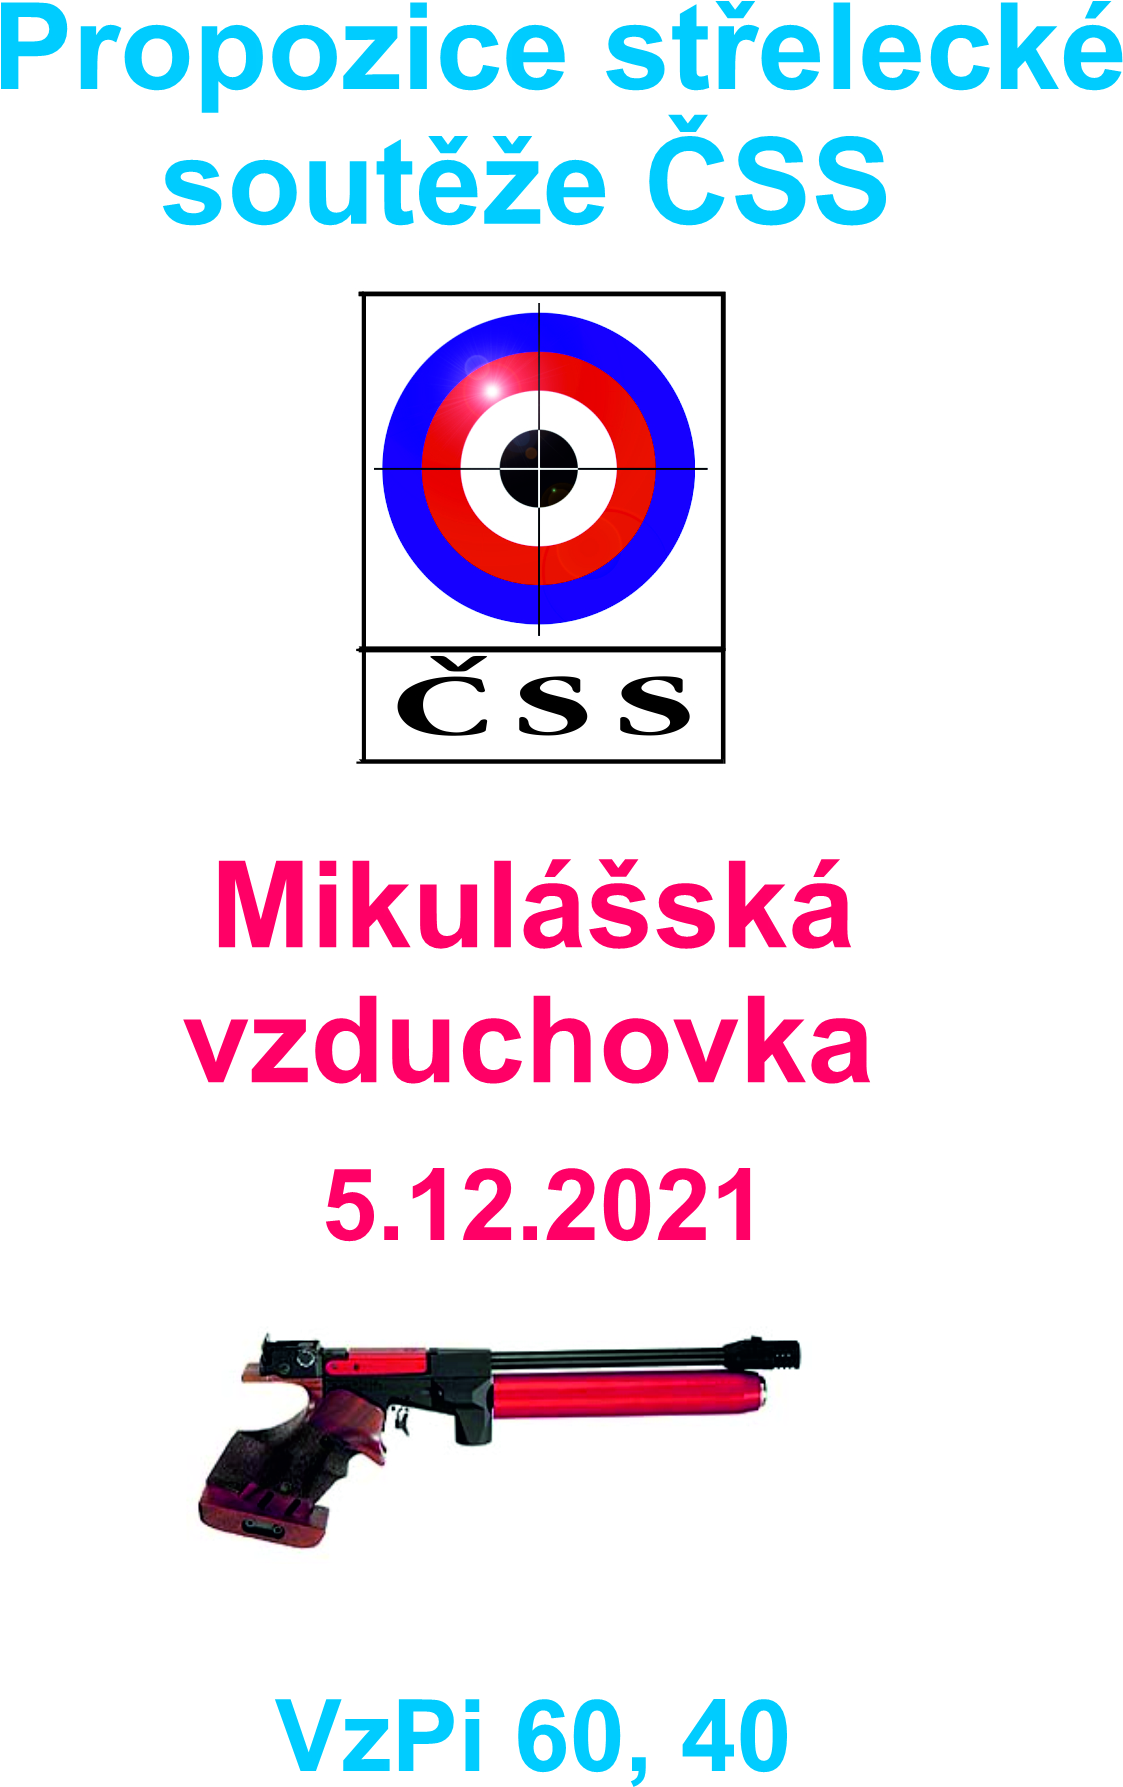 Propozice střelecké
soutěže ČSS
ČSS
Mikulášská
vzduchovka
5.12.2021
VzPi 60, 40